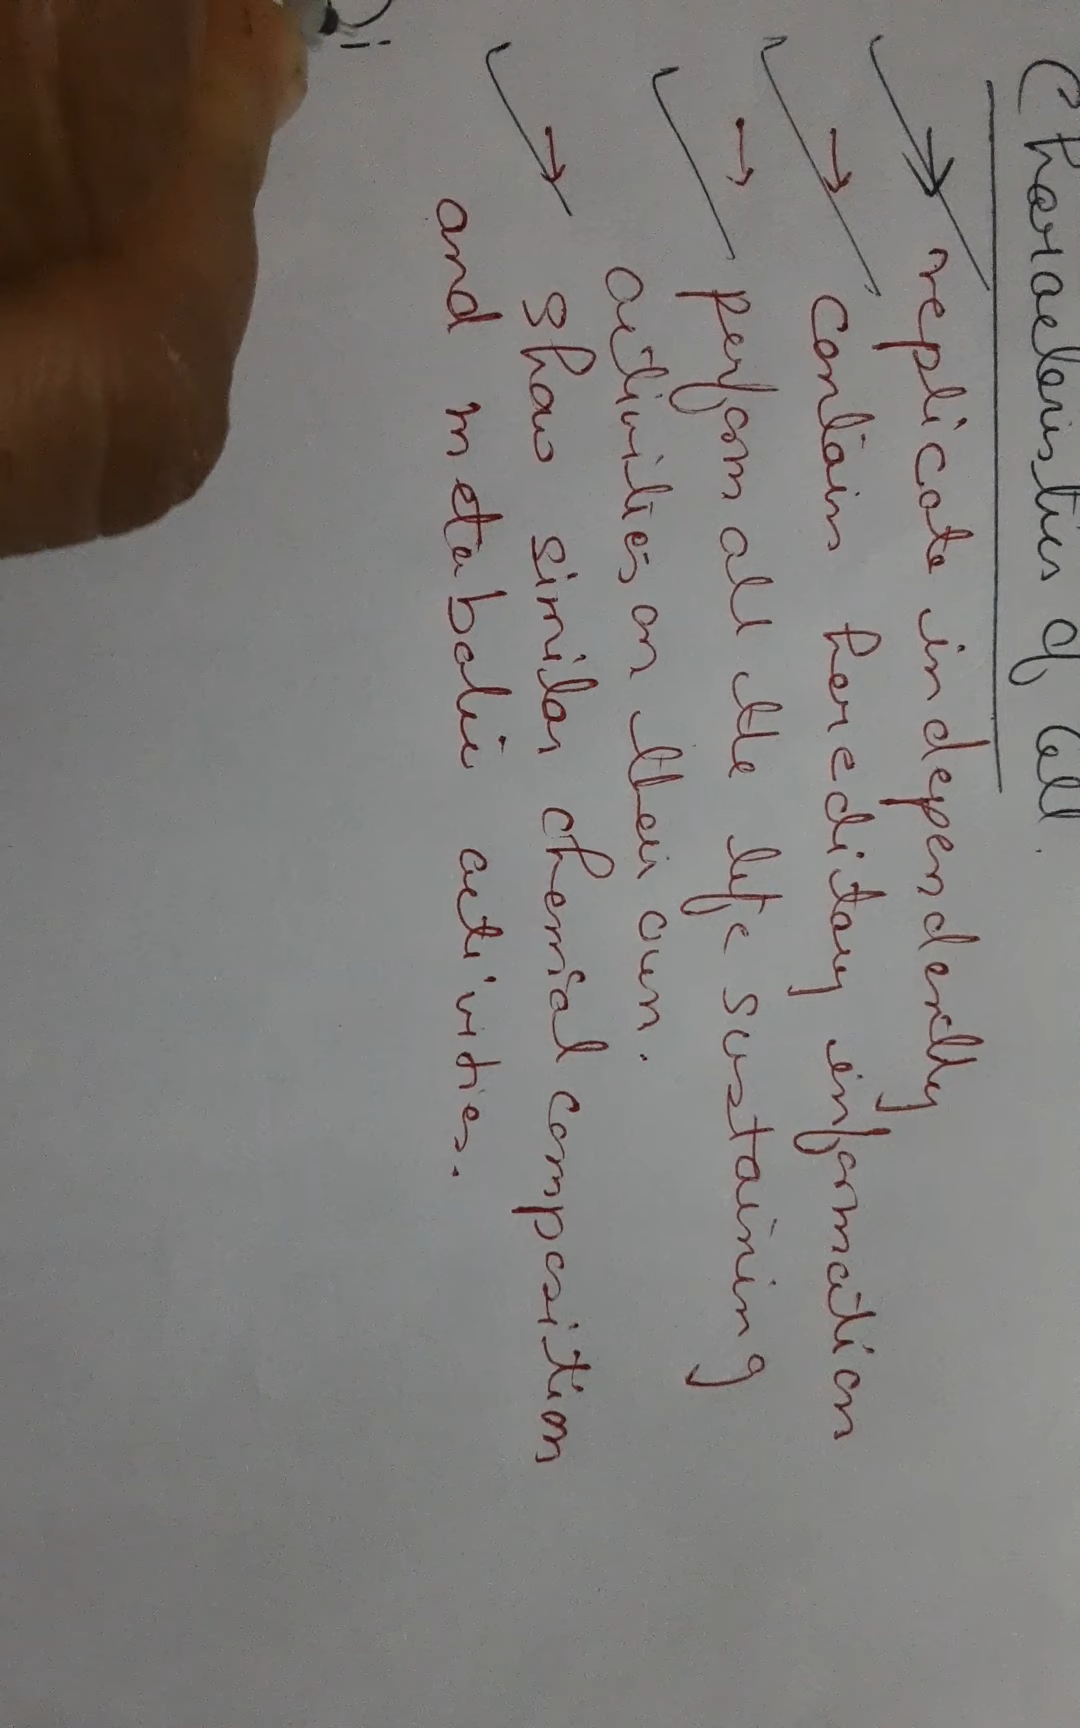 Characteristics of Cell.
→ replicate independently
→ contain hereditary information
→ perform all the life sustaining
activities on their own.
→ show similar chemical composition
and metabolic activities.